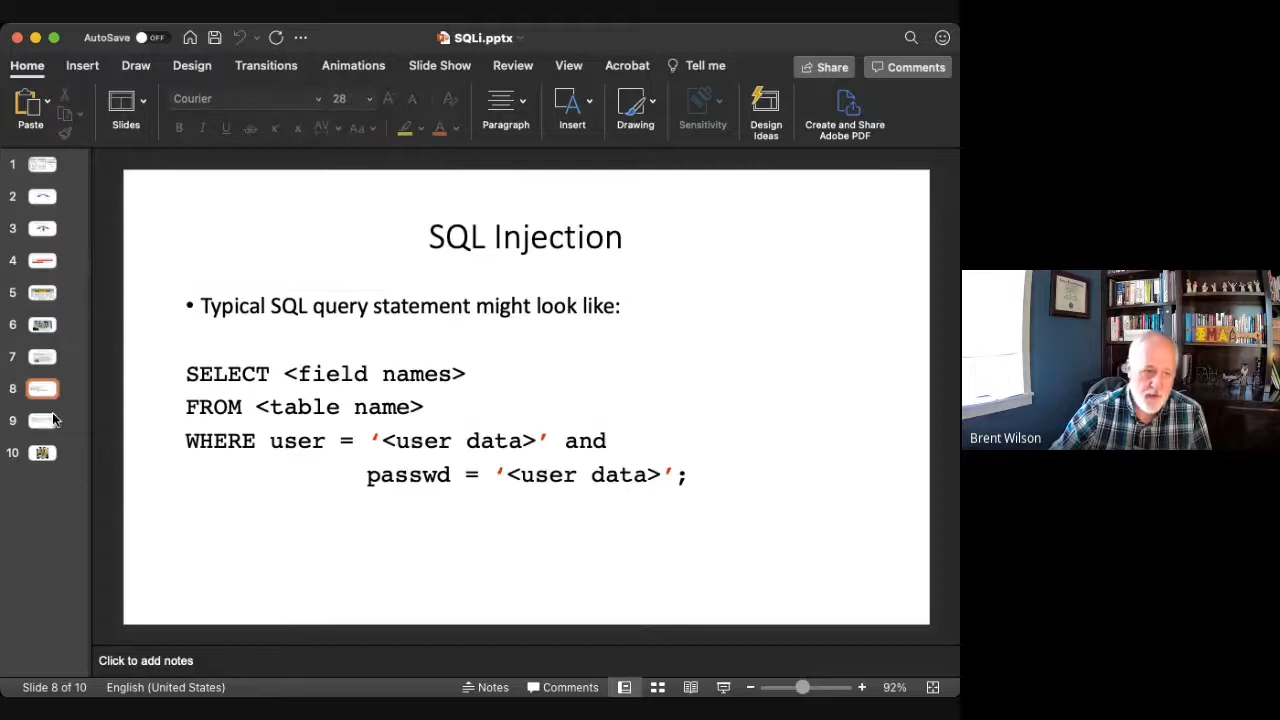 AutoSave OFF SQLi.pptx
Home Insert Draw Design Transitions Animations Slide Show Review View Acrobat Tell me Share Comments
Courier 28
Paste Slides Paragraph Insert Drawing Sensitivity Design Ideas Create and Share Adobe PDF
1
2
3
4
5
6
7
8
9
10
SQL Injection
• Typical SQL query statement might look like:
SELECT <field names>
FROM <table name>
WHERE user = ‘<user data>’ and
passwd = ‘<user data>’;
Click to add notes
Slide 8 of 10 English (United States) Notes Comments 92%
Brent Wilson